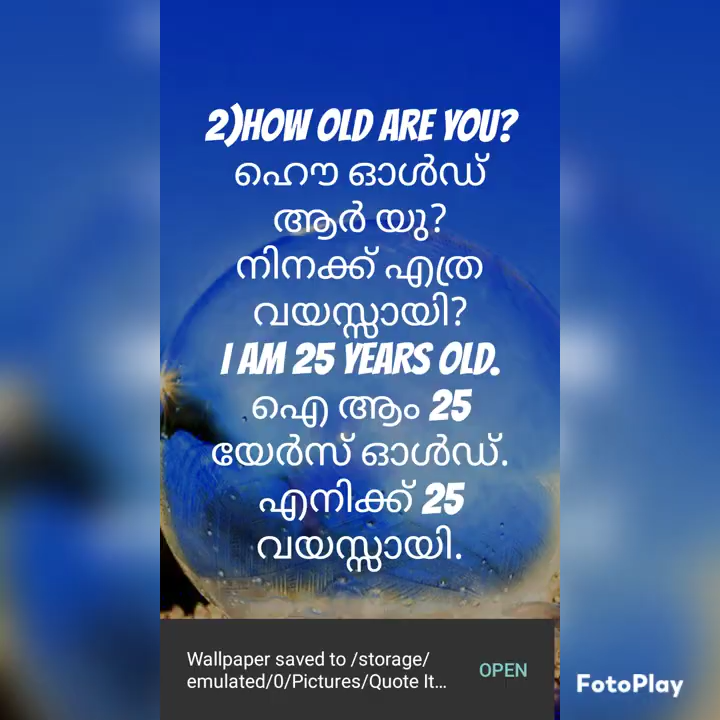 2)HOW OLD ARE YOU?
ഹൌ ഓൾഡ്
ആർ യു?
നിനക്ക് എത്ര
വയസ്സായി?
I AM 25 YEARS OLD.
ഐ ആം 25
യേർസ് ഓൾഡ്.
എനിക്ക് 25
വയസ്സായി.
Wallpaper saved to /storage/
emulated/0/Pictures/Quote It...
OPEN
FotoPlay